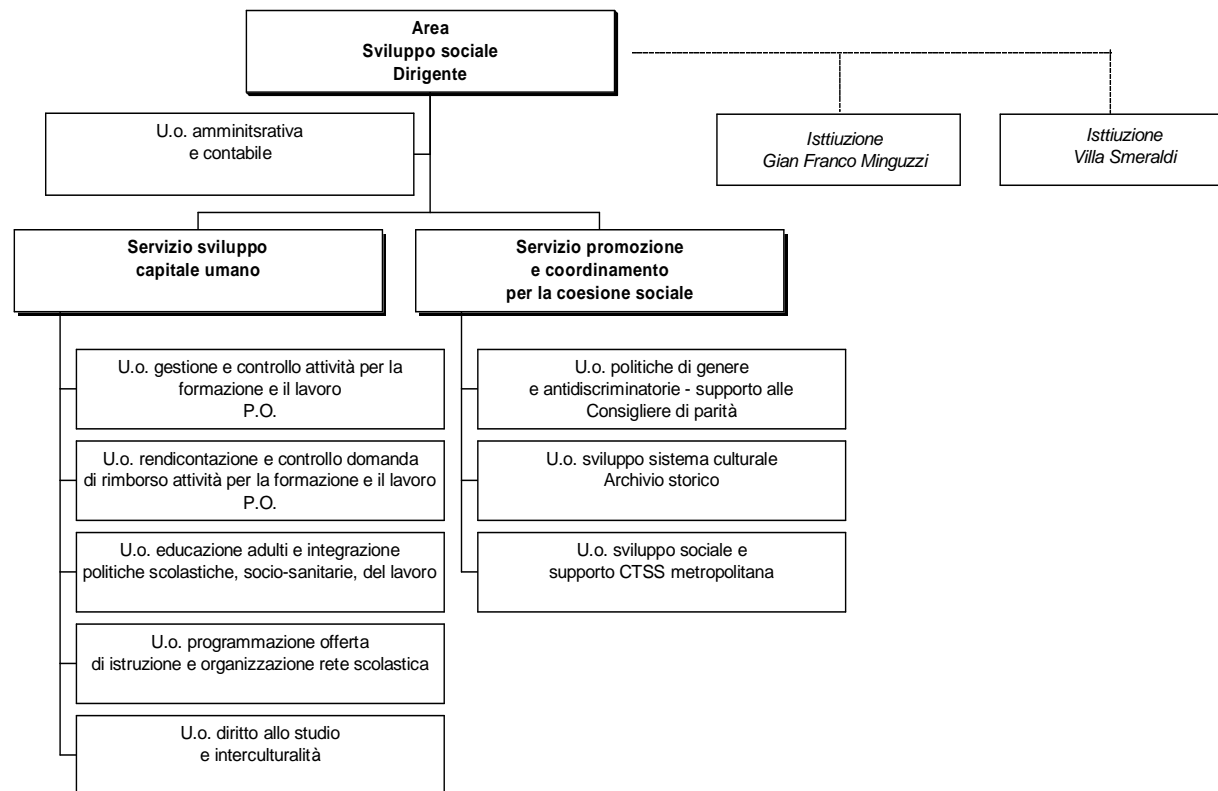 Area
Sviluppo sociale
Dirigente
U.o. amminitsrativa
e contabile
Isttiuzione
Gian Franco Minguzzi
Isttiuzione
Villa Smeraldi
Servizio sviluppo
capitale umano
Servizio promozione
e coordinamento
per la coesione sociale
U.o. gestione e controllo attività per la
formazione e il lavoro
P.O.
U.o. rendicontazione e controllo domanda
di rimborso attività per la formazione e il lavoro
P.O.
U.o. educazione adulti e integrazione
politiche scolastiche, socio-sanitarie, del lavoro
U.o. programmazione offerta
di istruzione e organizzazione rete scolastica
U.o. diritto allo studio
e interculturalità
U.o. politiche di genere
e antidiscriminatorie - supporto alle
Consigliere di parità
U.o. sviluppo sistema culturale
Archivio storico
U.o. sviluppo sociale e
supporto CTSS metropolitana